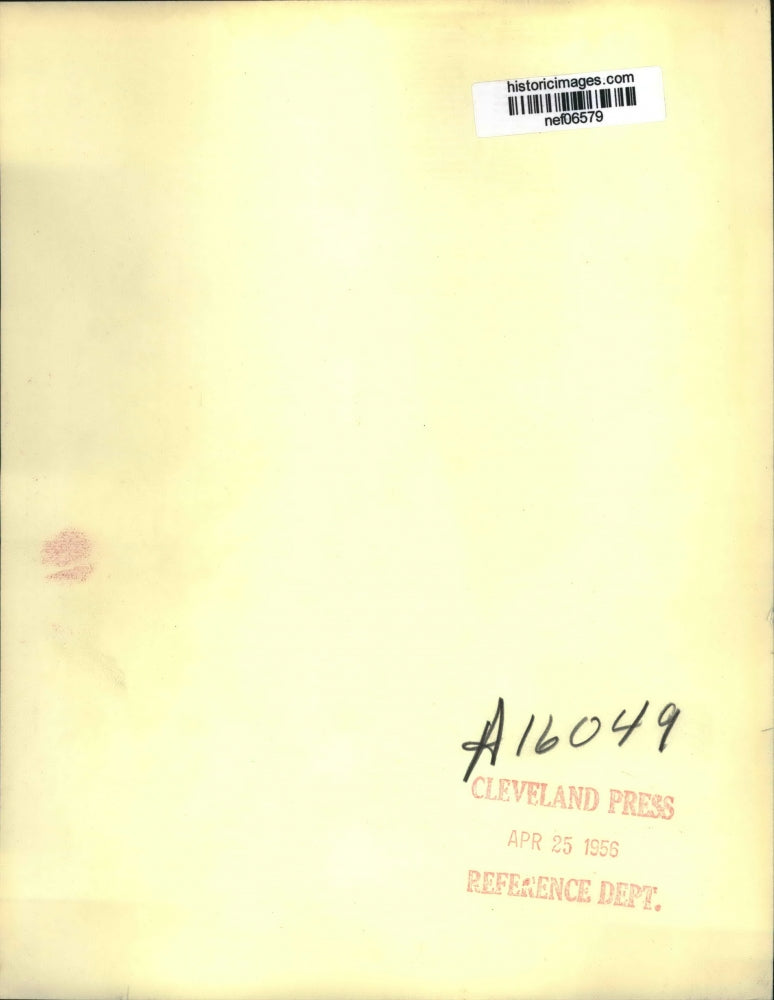 historicimages.com
nef06579
A16049
CLEVELAND PRESS
APR 25 1956
REFERENCE DEPT.